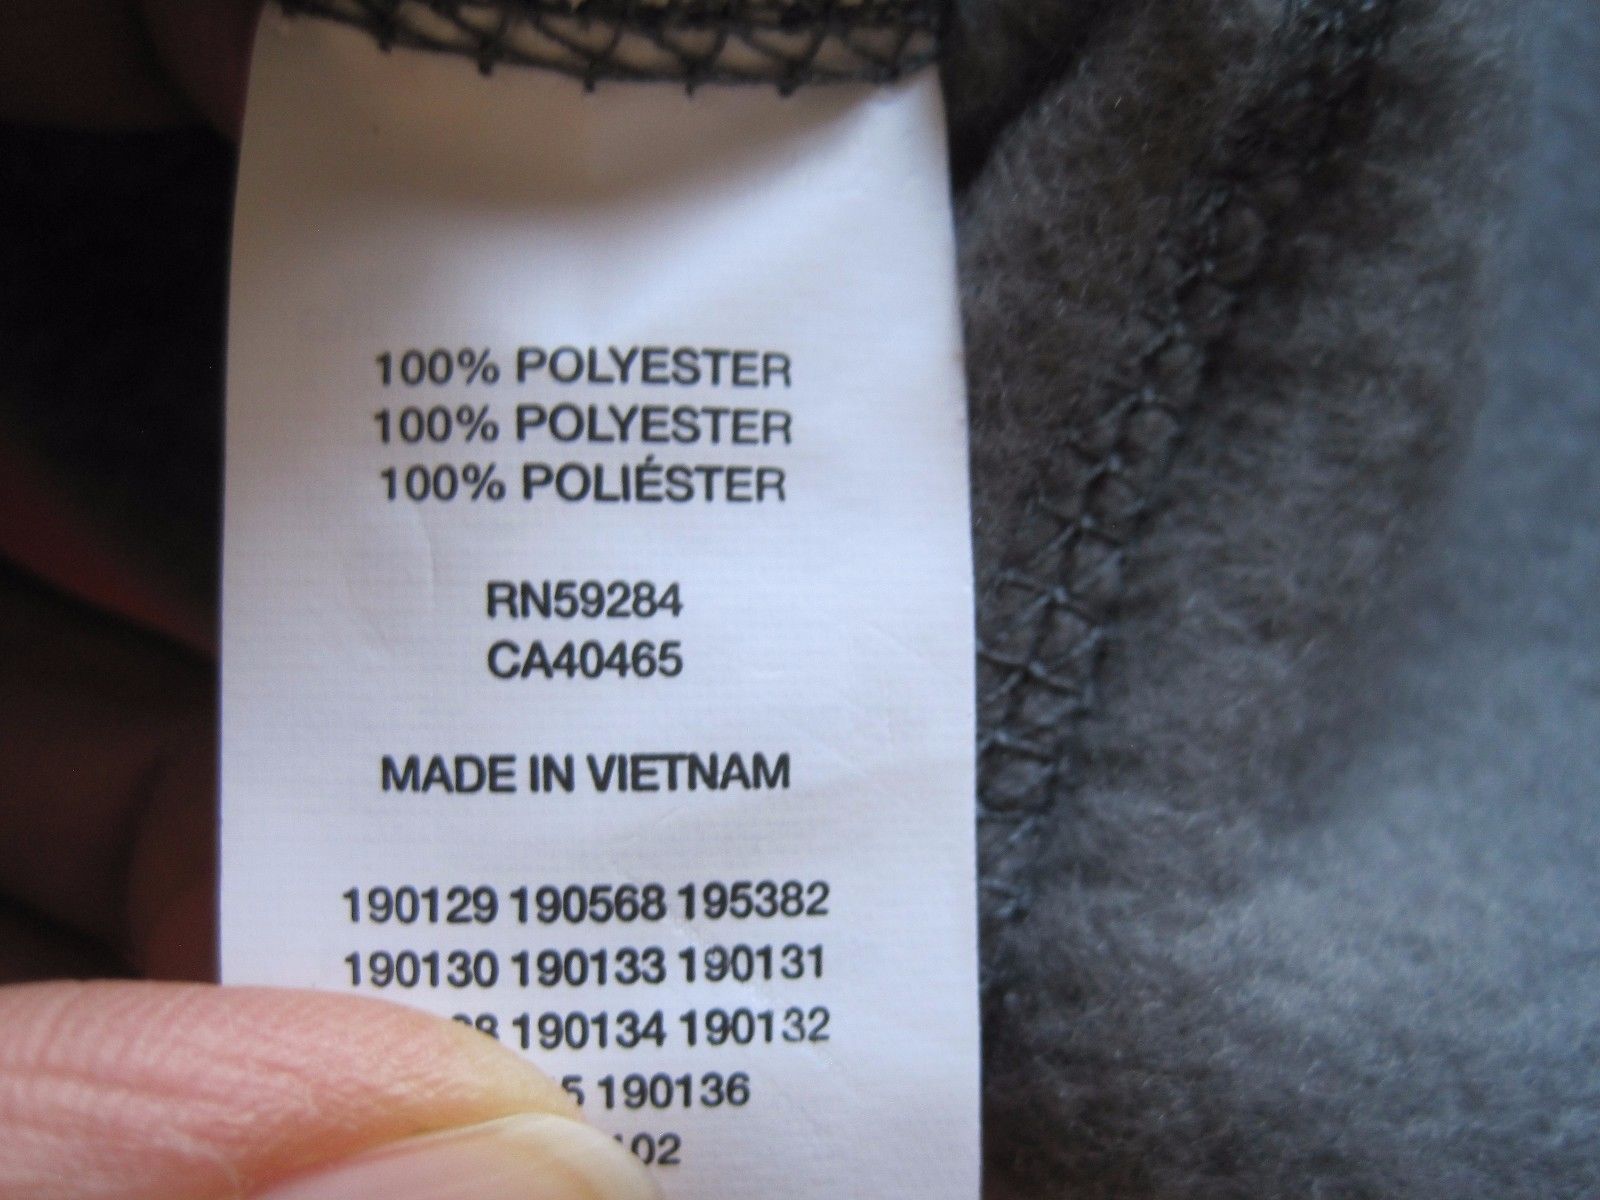 100% POLYESTER
100% POLYESTER
100% POLIÉSTER
RN59284
CA40465
MADE IN VIETNAM
190129 190568 195382
190130 190133 190131
190134 190132
190136